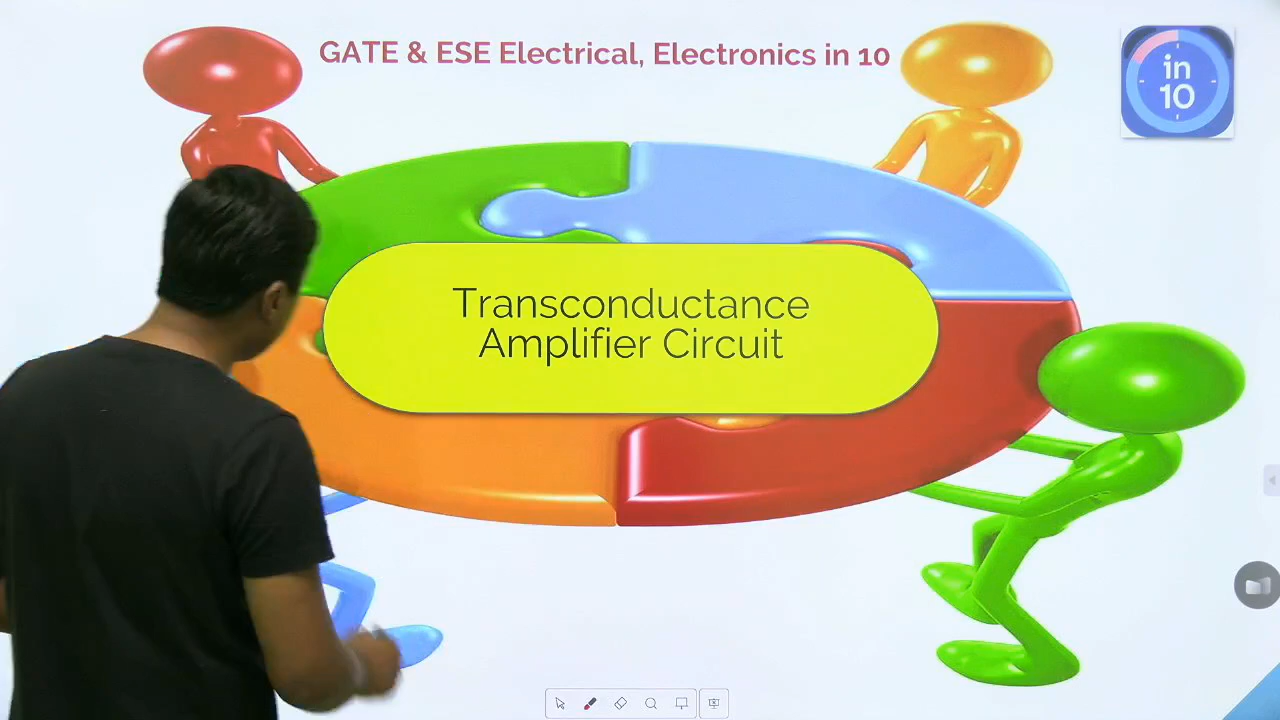 GATE & ESE Electrical, Electronics in 10
in
10
Transconductance
Amplifier Circuit